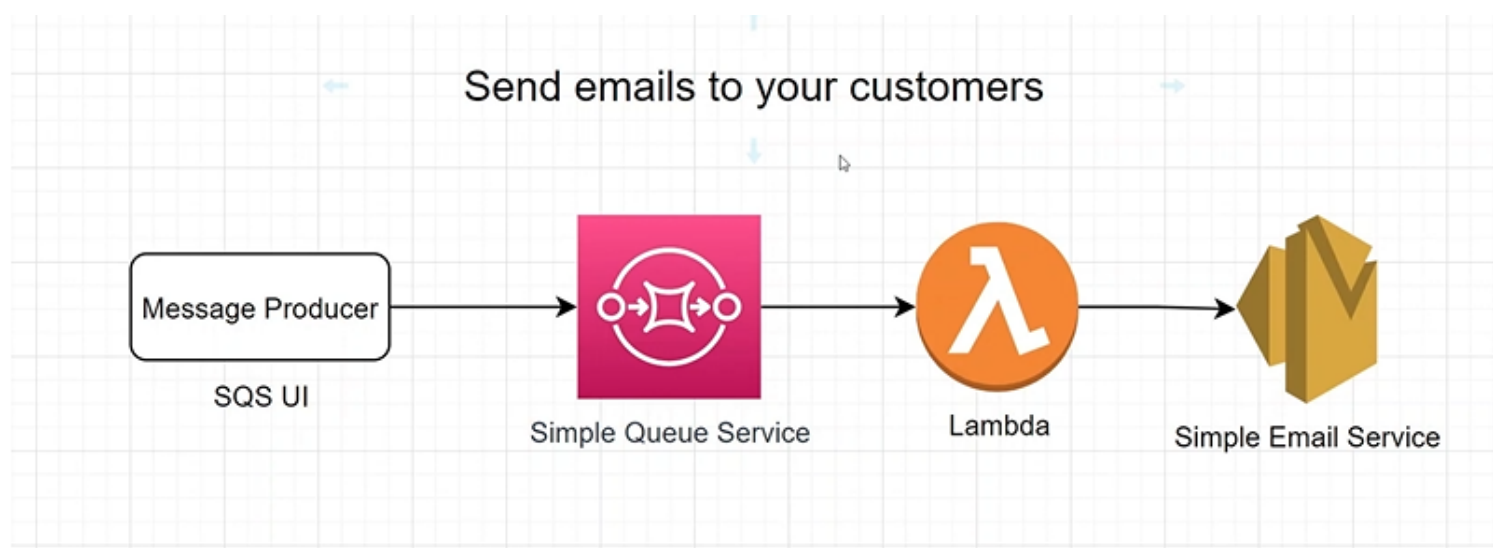 Send emails to your customers
Message Producer
SQS UI
Simple Queue Service
Lambda
Simple Email Service